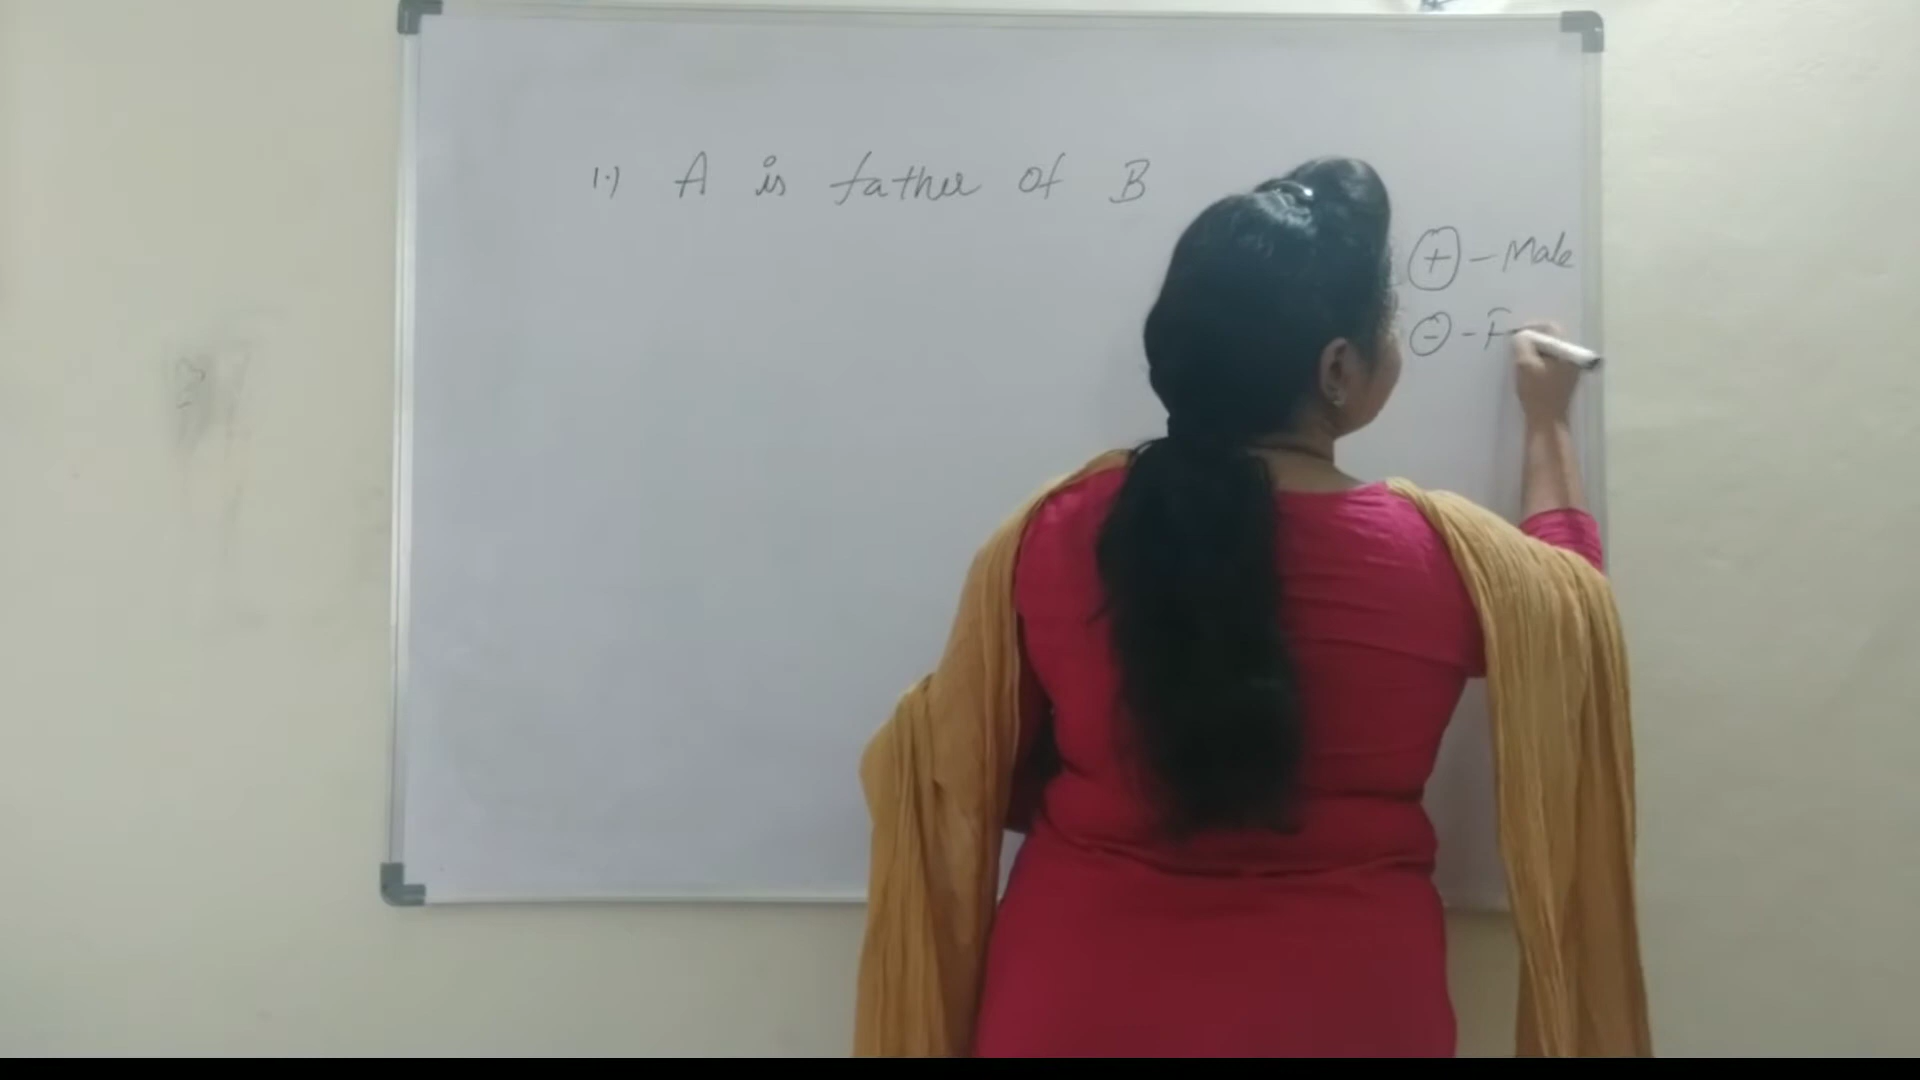 1.) A is father of B
⊕ - Male
⊖ - F